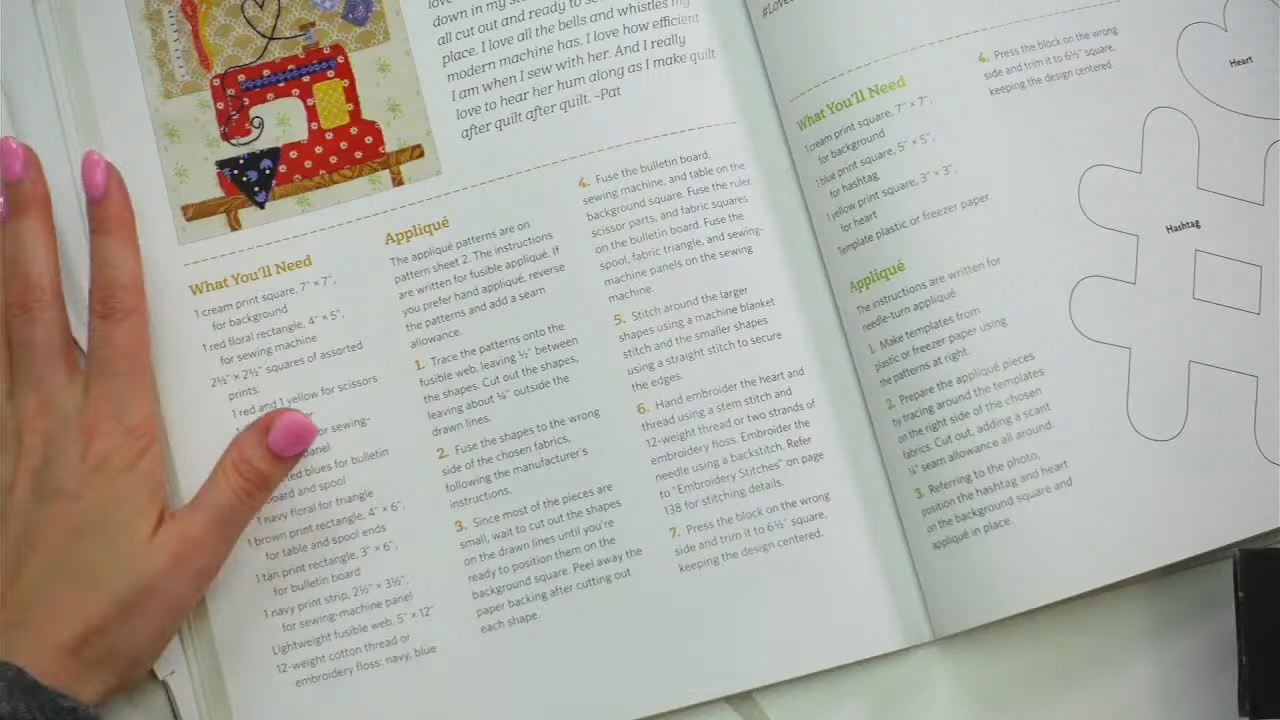 down in my
all cut out and ready to
place. I love all the bells and whistles my
modern machine has. I love how efficient
I am when I sew with her. And I really
love to hear her hum along as I make quilt
after quilt after quilt. -Pat
What You'll Need
1 cream print square, 7" × 7",
for background
1 red floral rectangle, 4" × 5",
for sewing machine
2½" × 2½" squares of assorted
prints:
1 red and 1 yellow for scissors
for sewing-
panel
blues for bulletin
board and spool
1 navy floral for triangle
1 brown print rectangle, 4" × 6",
for table and spool ends
1 tan print rectangle, 3" × 6",
for bulletin board
1 navy print strip, 2½" × 3½",
for sewing-machine panel
Lightweight fusible web, 5" × 12"
12-weight cotton thread or
embroidery floss: navy, blue
Appliqué
The appliqué patterns are on
pattern sheet 2. The instructions
are written for fusible appliqué. If
you prefer hand appliqué, reverse
the patterns and add a seam
allowance.
1. Trace the patterns onto the
fusible web, leaving ½" between
the shapes. Cut out the shapes,
leaving about ¼" outside the
drawn lines.
2. Fuse the shapes to the wrong
side of the chosen fabrics,
following the manufacturer's
instructions.
3. Since most of the pieces are
small, wait to cut out the shapes
on the drawn lines until you're
ready to position them on the
background square. Peel away the
paper backing after cutting out
each shape.
4. Fuse the bulletin board,
sewing machine, and table on the
background square. Fuse the ruler,
scissor parts, and fabric squares
on the bulletin board. Fuse the
spool, fabric triangle, and sewing-
machine panels on the sewing
machine.
5. Stitch around the larger
shapes using a machine blanket
stitch and the smaller shapes
using a straight stitch to secure
the edges.
6. Hand embroider the heart and
thread using a stem stitch and
12-weight thread or two strands of
embroidery floss. Embroider the
needle using a backstitch. Refer
to "Embroidery Stitches" on page
138 for stitching details.
7. Press the block on the wrong
side and trim it to 6½" square,
keeping the design centered.
What You'll Need
1 cream print square, 7" × 7",
for background
1 blue print square, 5" × 5",
for hashtag
1 yellow print square, 3" × 3",
for heart
Template plastic or freezer paper
Appliqué
The instructions are written for
needle-turn appliqué.
1. Make templates from
plastic or freezer paper using
the patterns at right.
2. Prepare the appliqué pieces
by tracing around the templates
on the right side of the chosen
fabrics. Cut out, adding a scant
¼" seam allowance all around.
3. Referring to the photo,
position the hashtag and heart
on the background square and
appliqué in place.
4. Press the block on the wrong
side and trim it to 6½" square,
keeping the design centered
Heart
Hashtag